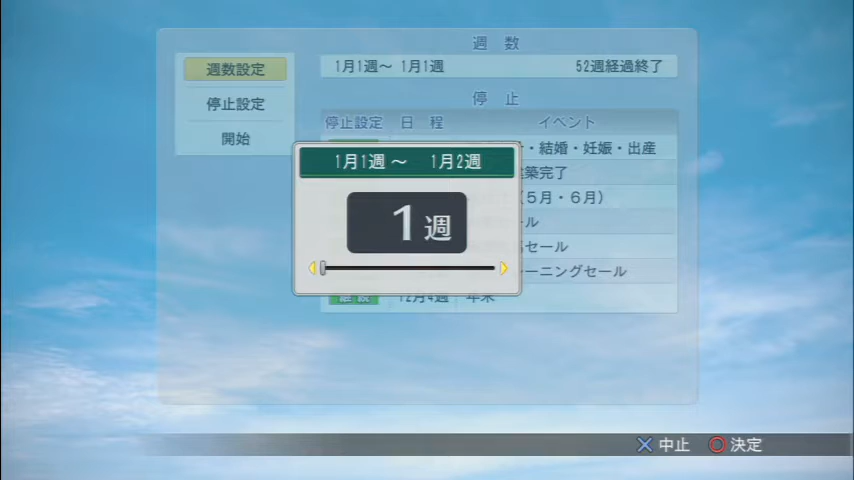 週 数
週数設定
1月1週～ 1月1週 52週経過終了
停止設定
停 止
停止設定 日 程 イベント
開始
・結婚・妊娠・出産
1月1週 ～ 1月2週
築完了
(５月・６月)
1週
ール
セール
ーニングセール
継続 12月4週 年末
中止 決定